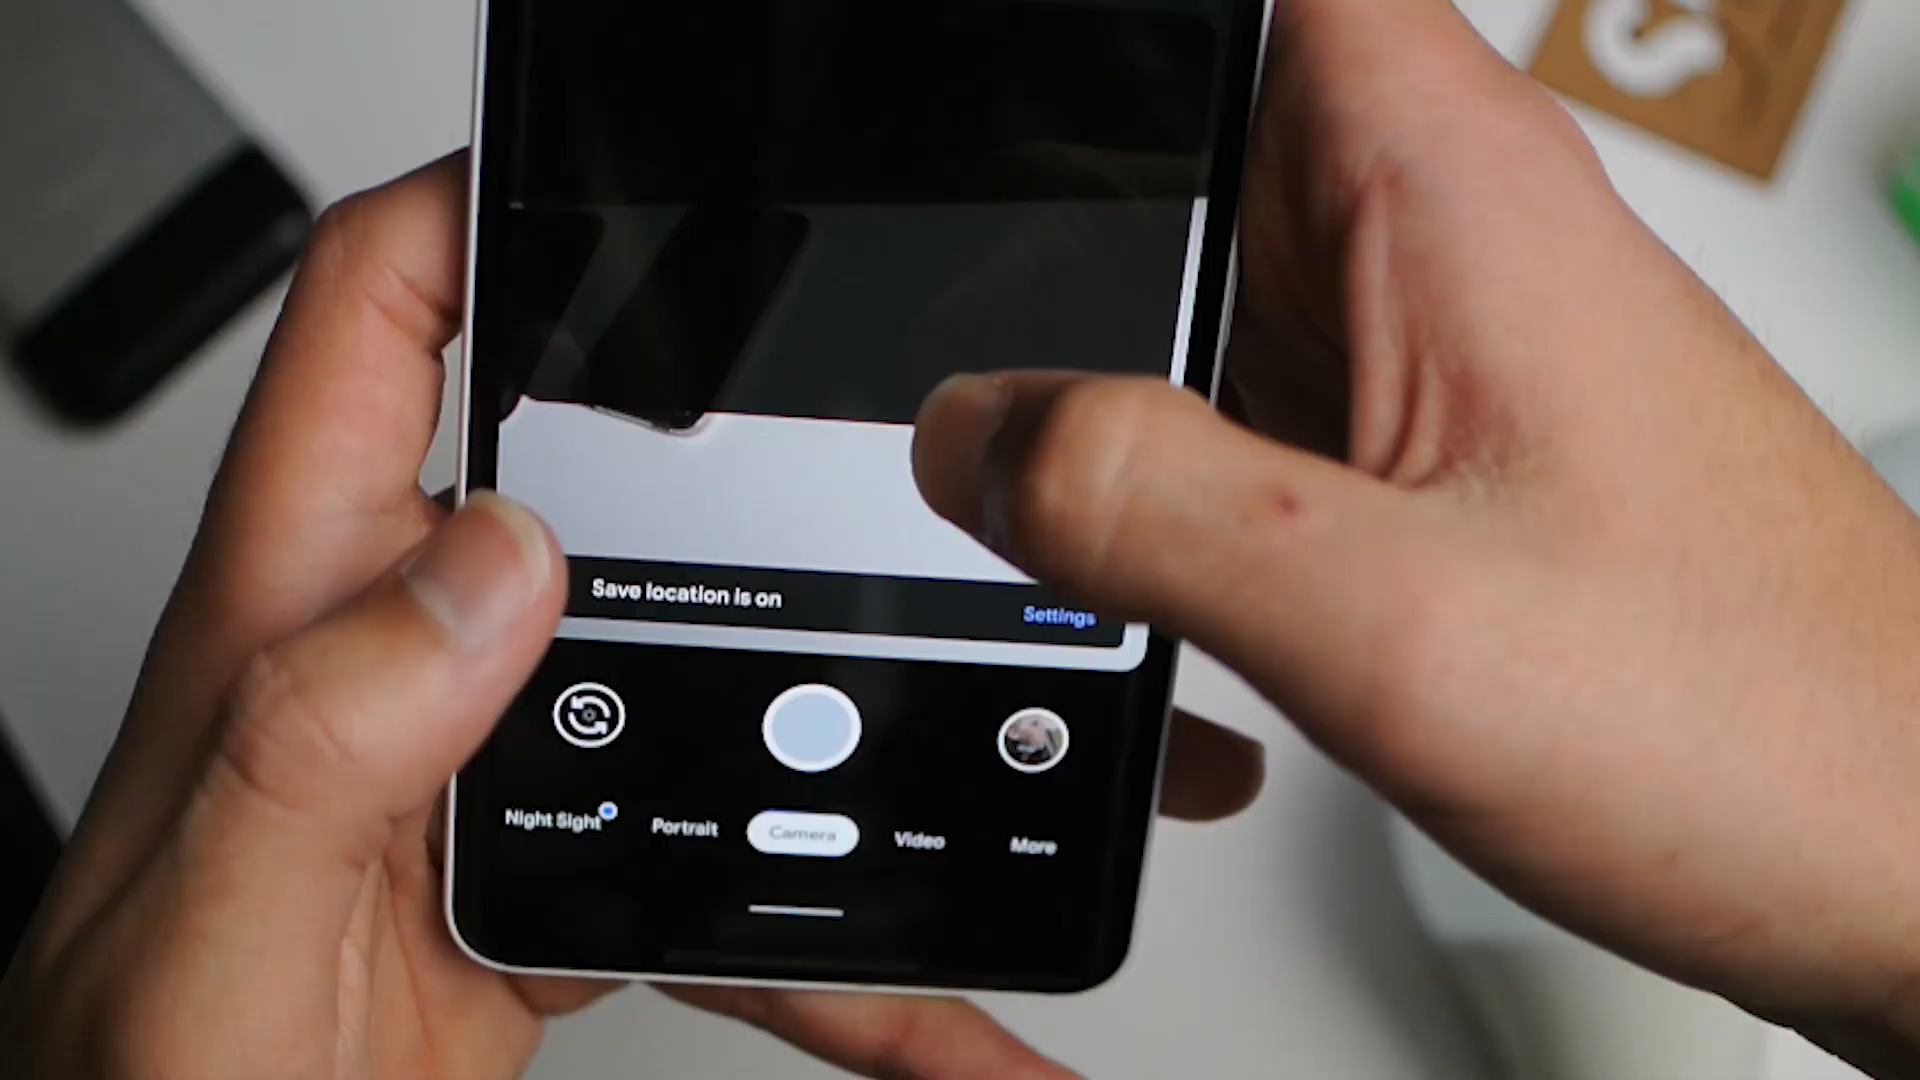 Save location is on
Settings
Night Sight
Portrait
Camera
Video
More